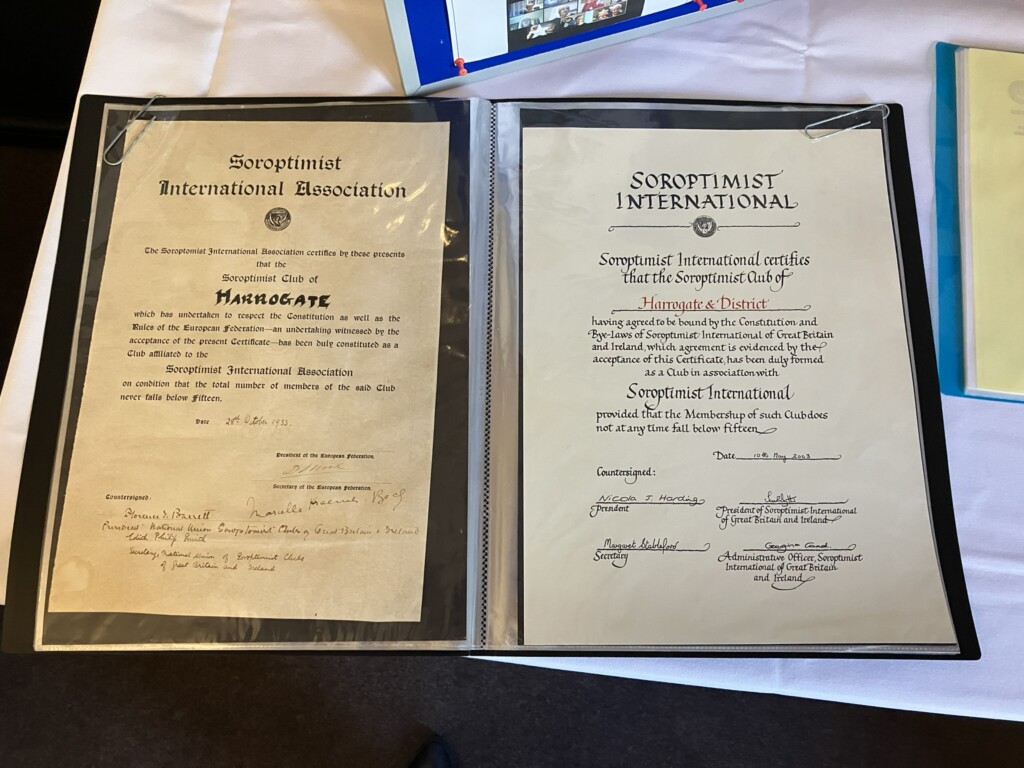 Soroptimist
International Association
The Soroptomist International Association certifies by these presents
that the
Soroptimist Club of
HARROGATE
which has undertaken to respect the Constitution as well as the
Rules of the European Federation—an undertaking witnessed by the
acceptance of the present Certificate—has been duly constituted as a
Club affiliated to the
Soroptimist International Association
on condition that the total number of members of the said Club
never falls below Fifteen.
Date 28th October 1933.
President of the European Federation.
Secretary of the European Federation.
Countersigned:
Florence Barrett
President National Union Soroptimist Clubs of Great Britain & Ireland
Edith Philip Smith
Secretary National Union of Soroptimist Clubs
of Great Britain and Ireland
SOROPTIMIST
INTERNATIONAL
Soroptimist International certifies
that the Soroptimist Club of
Harrogate & District
having agreed to be bound by the Constitution and
Bye-laws of Soroptimist International of Great Britain
and Ireland, which agreement is evidenced by the
acceptance of this Certificate, has been duly formed
as a Club in association with
Soroptimist International
provided that the Membership of such Club does
not at any time fall below fifteen
Date 10th May 2003
Countersigned:
Nicola J. Harding
President
President of Soroptimist International
of Great Britain and Ireland
Margaret Stableford
Secretary
Administrative Officer, Soroptimist
International of Great Britain
and Ireland